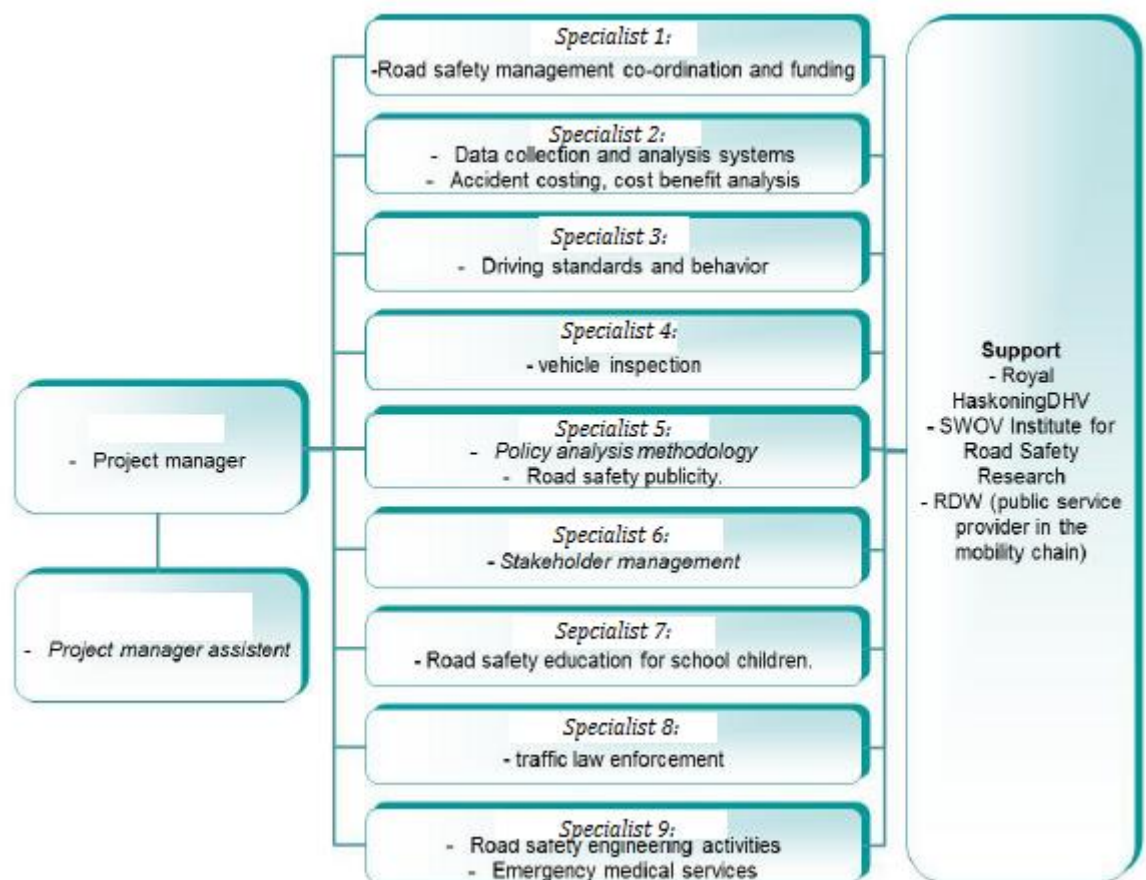 Specialist 1:
-Road safety management co-ordination and funding
Specialist 2:
- Data collection and analysis systems
- Accident costing, cost benefit analysis
Specialist 3:
- Driving standards and behavior
Specialist 4:
- vehicle inspection
Specialist 5:
- Policy analysis methodology
- Road safety publicity.
Specialist 6:
- Stakeholder management
Sepcialist 7:
- Road safety education for school children.
Specialist 8:
- traffic law enforcement
Specialist 9:
- Road safety engineering activities
- Emergency medical services
- Project manager
- Project manager assistent
Support
- Royal
HaskoningDHV
- SWOV Institute for
Road Safety
Research
- RDW (public service
provider in the
mobility chain)